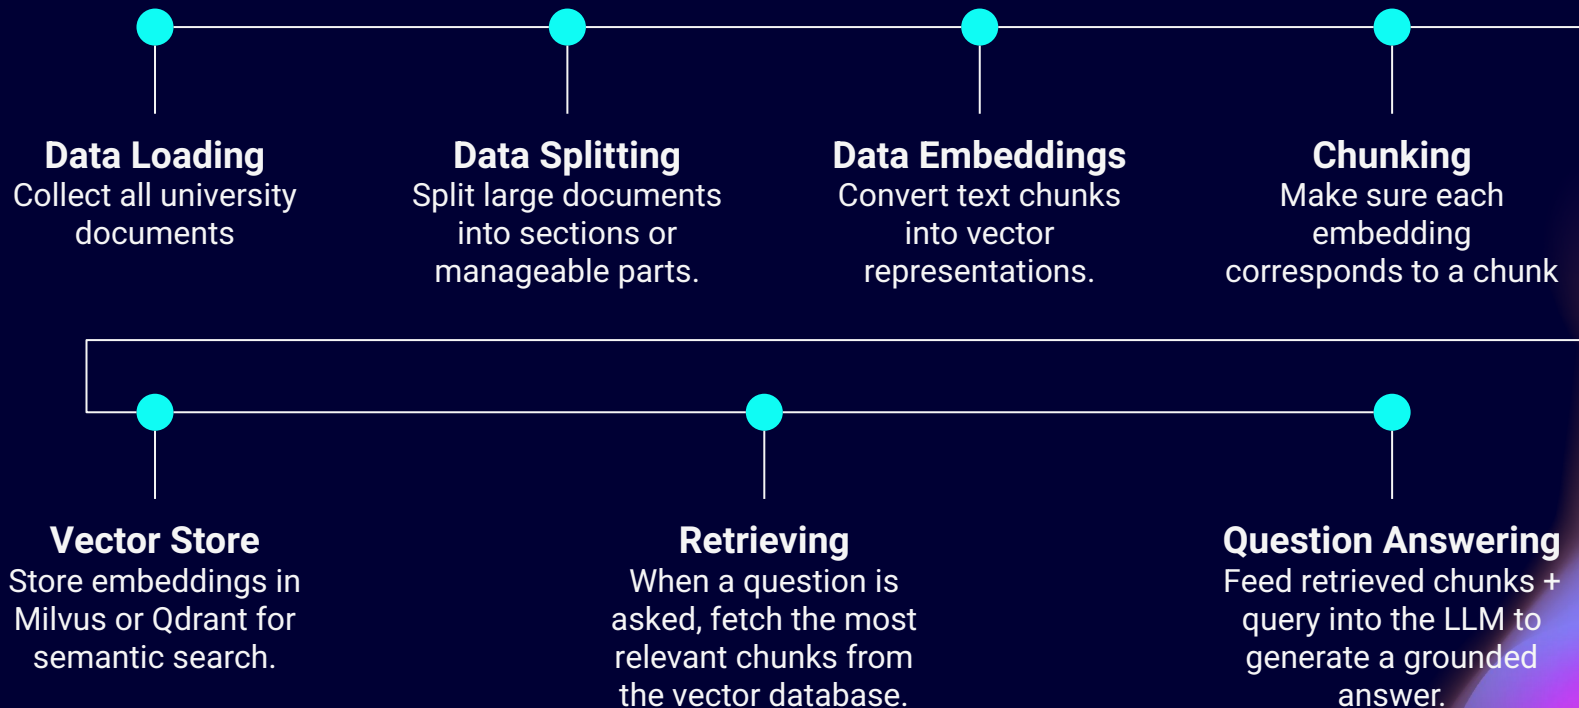 Data Loading
Collect all university
documents
Data Splitting
Split large documents
into sections or
manageable parts.
Data Embeddings
Convert text chunks
into vector
representations.
Chunking
Make sure each
embedding
corresponds to a chunk
Vector Store
Store embeddings in
Milvus or Qdrant for
semantic search.
Retrieving
When a question is
asked, fetch the most
relevant chunks from
the vector database.
Question Answering
Feed retrieved chunks +
query into the LLM to
generate a grounded
answer.